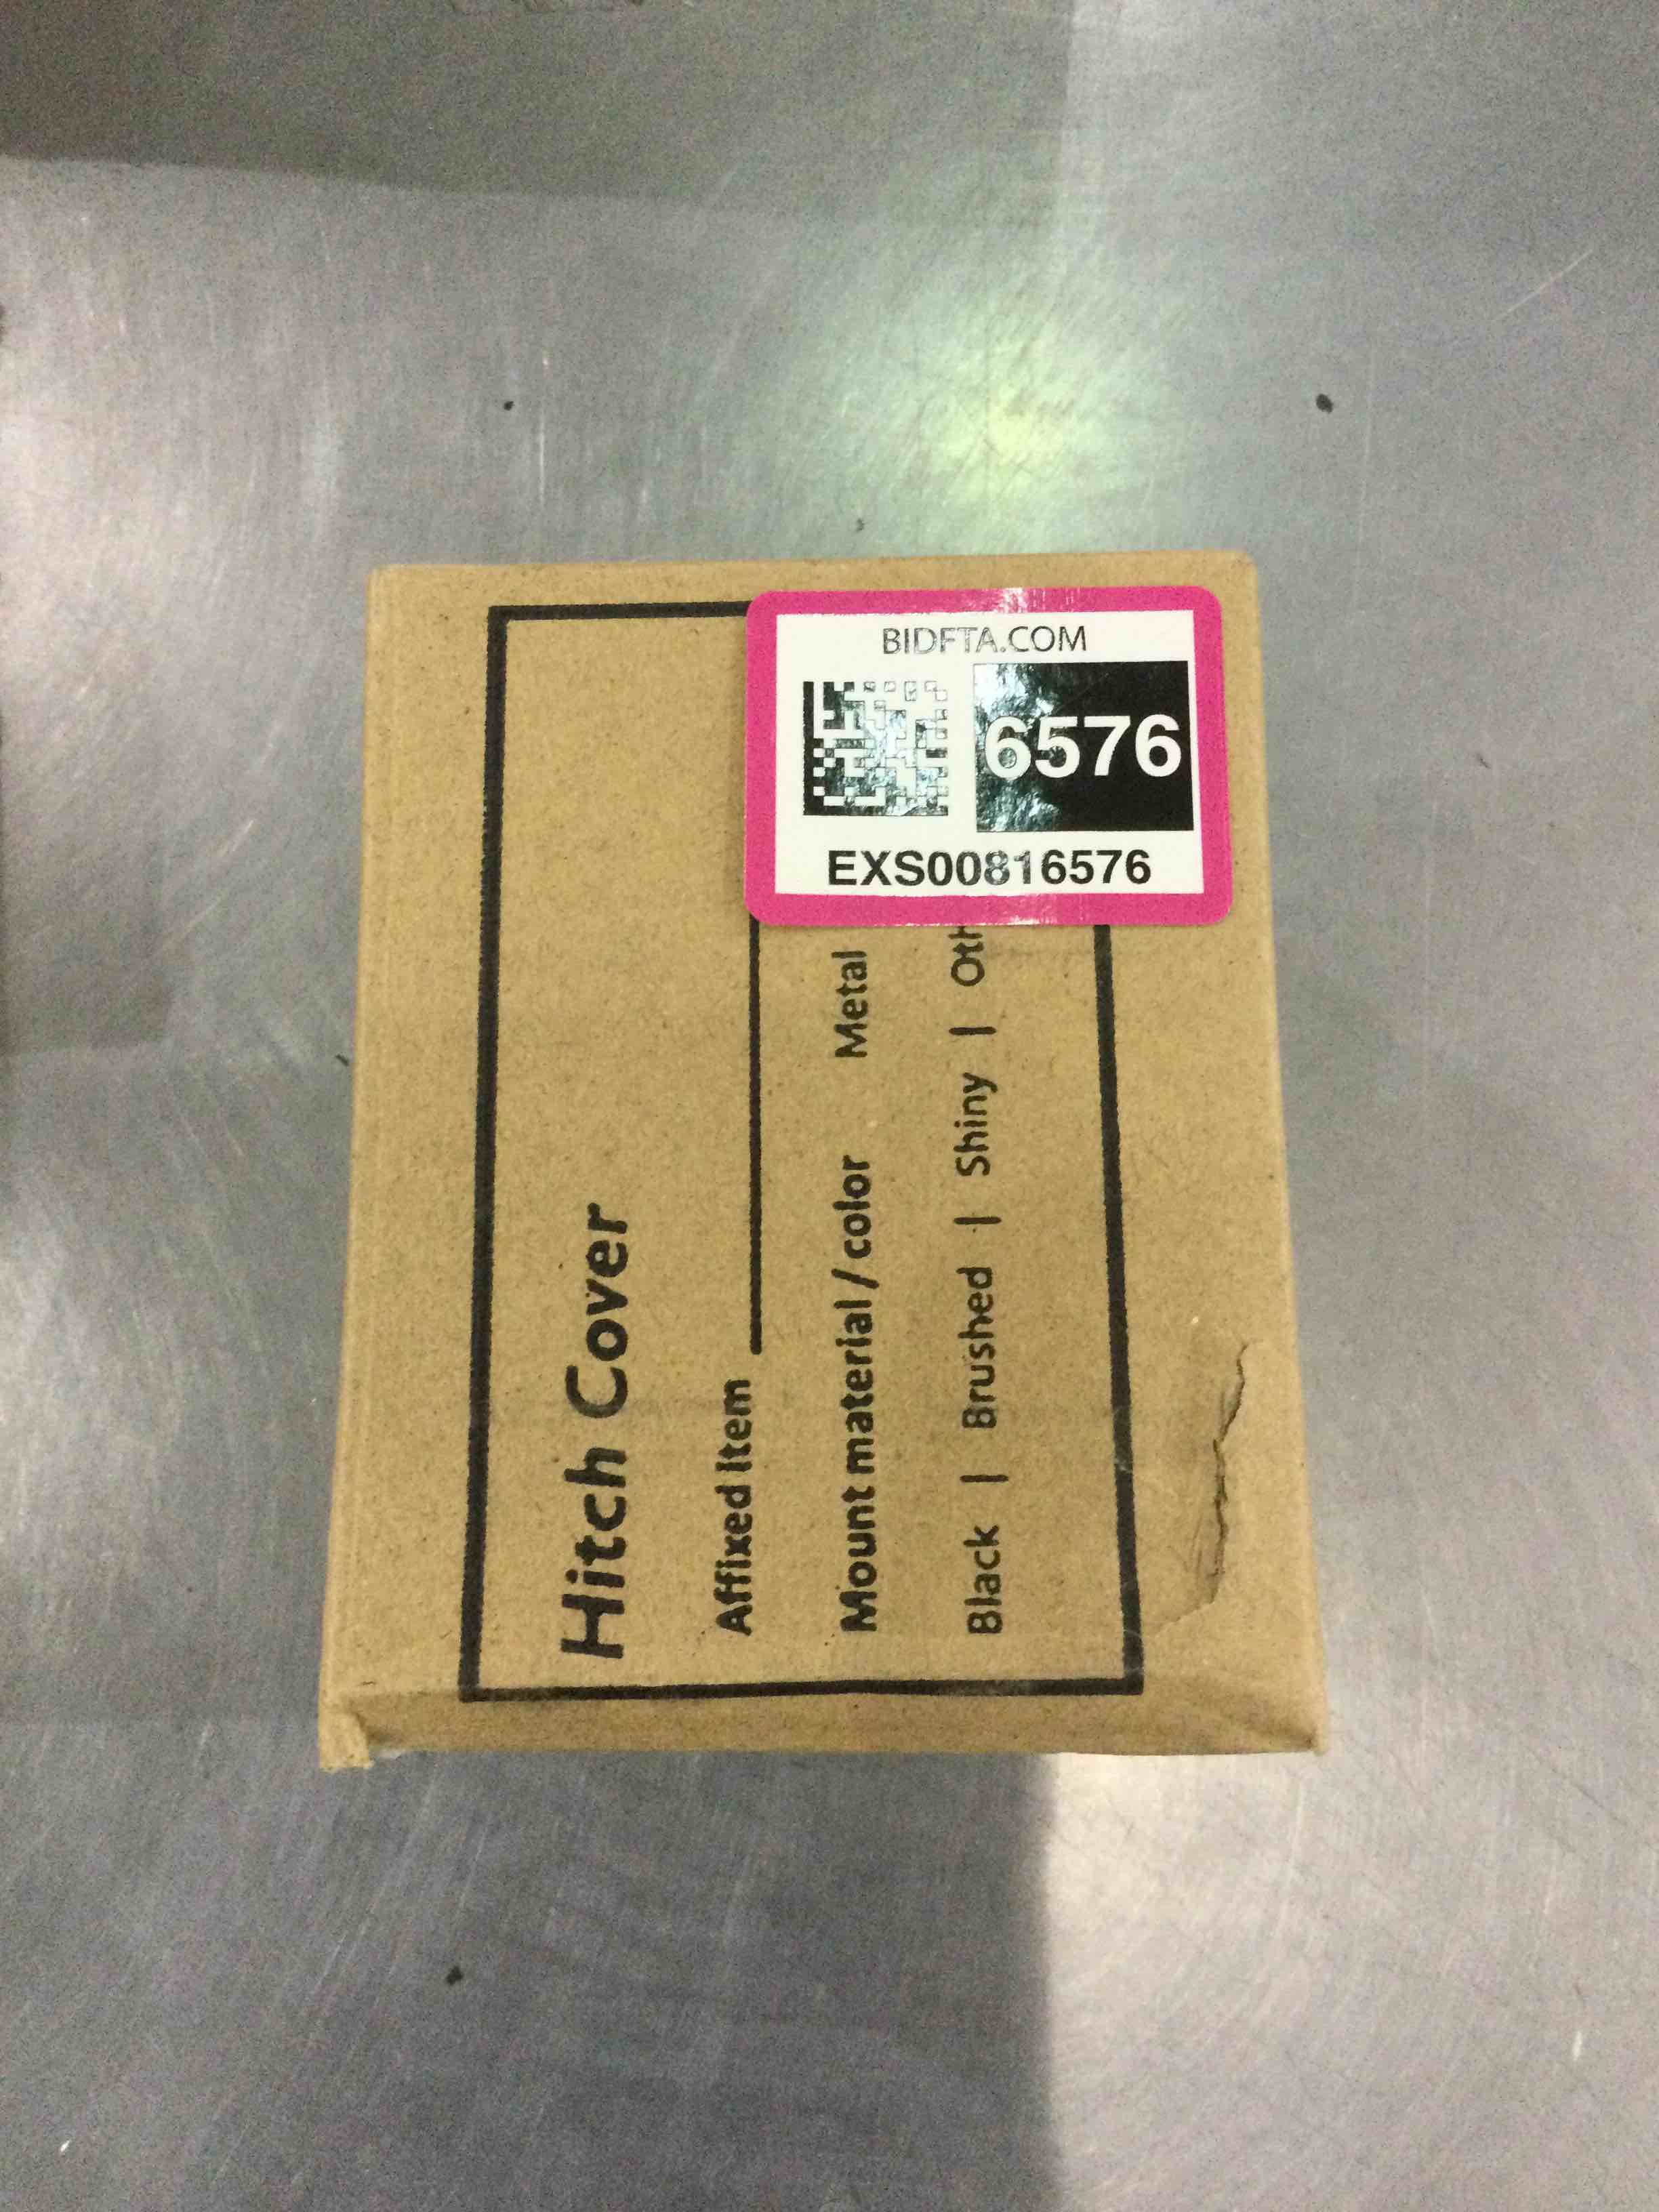 BIDFTA.COM
6576
EXS00816576
Hitch Cover
Affixed Item
Mount material / color Metal
Black | Brushed | Shiny |